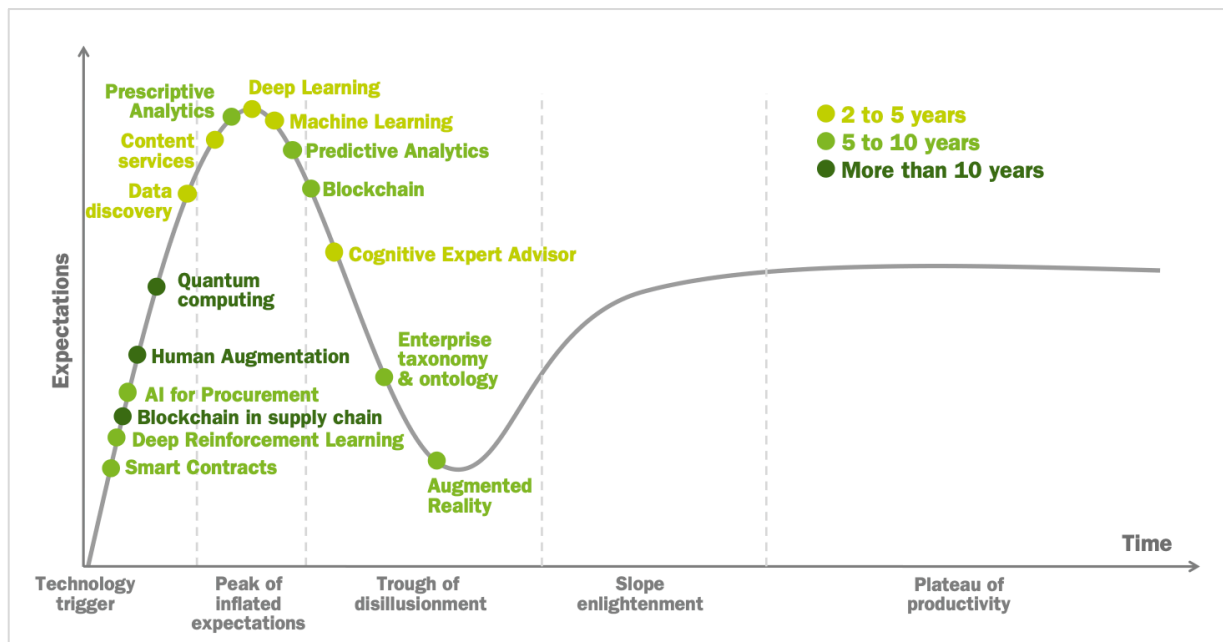 Deep Learning
Prescriptive
Analytics
Machine Learning
Content
services
Predictive Analytics
Data
discovery
Blockchain
Cognitive Expert Advisor
Quantum
computing
Human Augmentation
Enterprise
taxonomy
& ontology
AI for Procurement
Blockchain in supply chain
Deep Reinforcement Learning
Smart Contracts
Augmented
Reality
2 to 5 years
5 to 10 years
More than 10 years
Expectations
Time
Technology
trigger
Peak of
inflated
expectations
Trough of
disillusionment
Slope
enlightenment
Plateau of
productivity